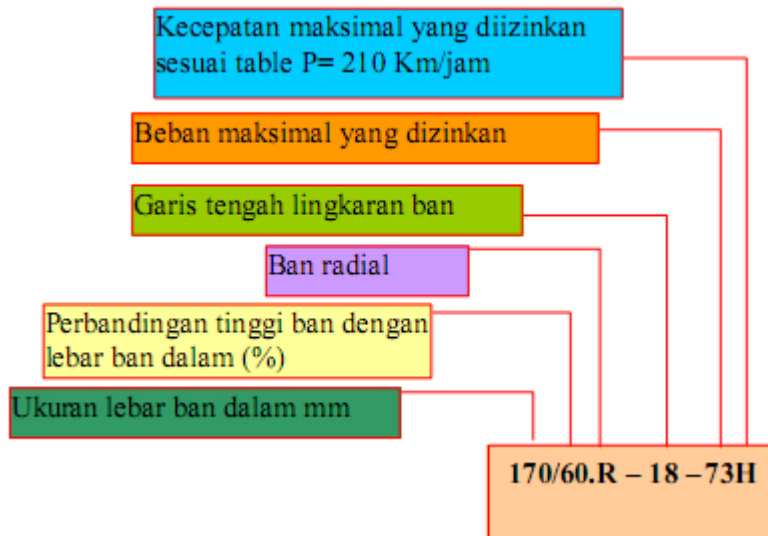 Kecepatan maksimal yang diizinkan
sesuai table P= 210 Km/jam
Beban maksimal yang dizinkan
Garis tengah lingkaran ban
Ban radial
Perbandingan tinggi ban dengan
lebar ban dalam (%)
Ukuran lebar ban dalam mm
170/60.R – 18 –73H